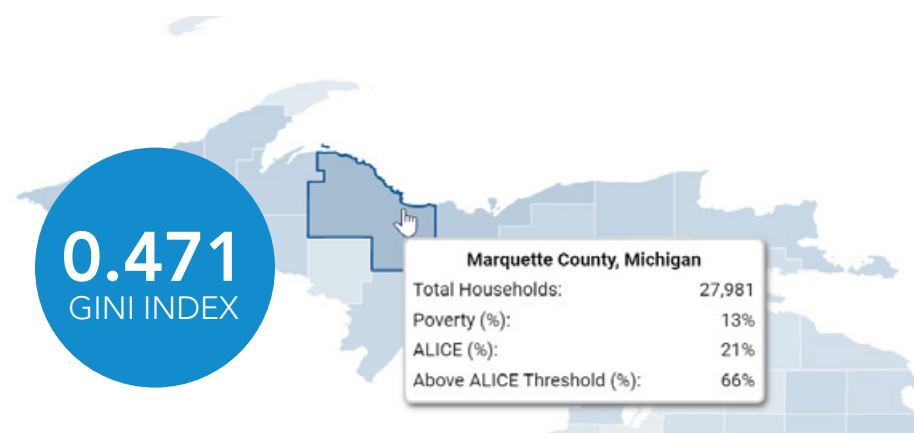 0.471
GINI INDEX
Marquette County, Michigan
Total Households: 27,981
Poverty (%): 13%
ALICE (%): 21%
Above ALICE Threshold (%): 66%